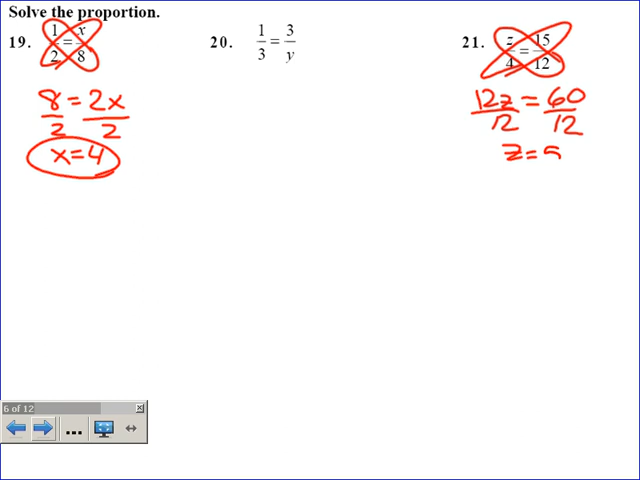 Solve the proportion.
19. 1/2 = x/8
20. 1/3 = 3/y
21. z/4 = 15/12
8/2 = 2x/2
x=4
12z/12 = 60/12
z=
6 of 12